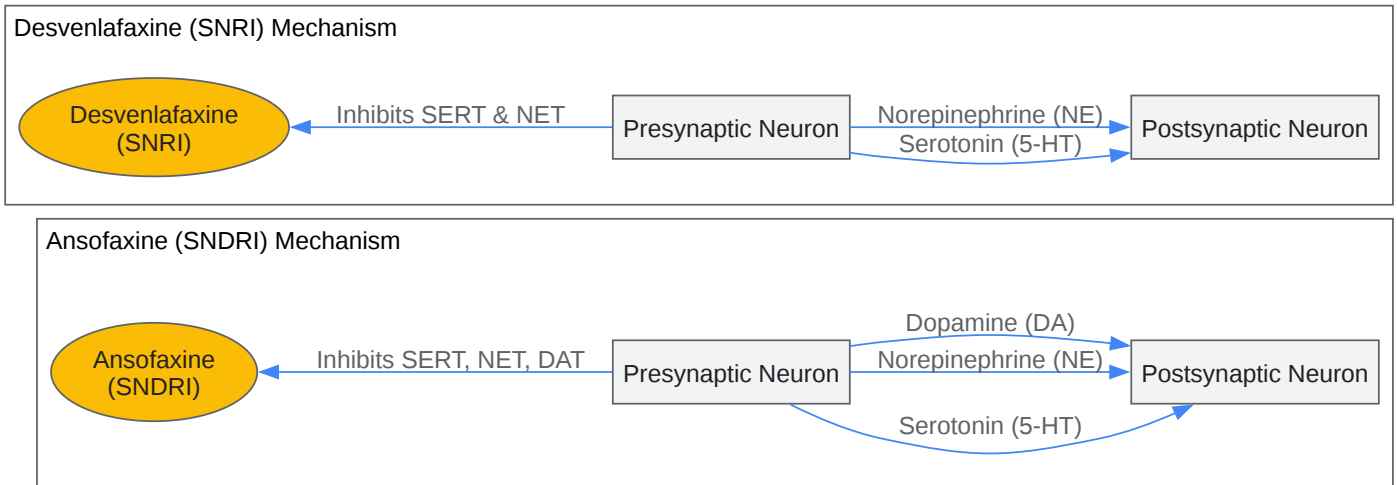 Desvenlafaxine (SNRI) Mechanism
Desvenlafaxine
(SNRI)
Inhibits SERT & NET
Presynaptic Neuron
Norepinephrine (NE)
Serotonin (5-HT)
Postsynaptic Neuron
Ansofaxine (SNDRI) Mechanism
Ansofaxine
(SNDRI)
Inhibits SERT, NET, DAT
Presynaptic Neuron
Dopamine (DA)
Norepinephrine (NE)
Serotonin (5-HT)
Postsynaptic Neuron